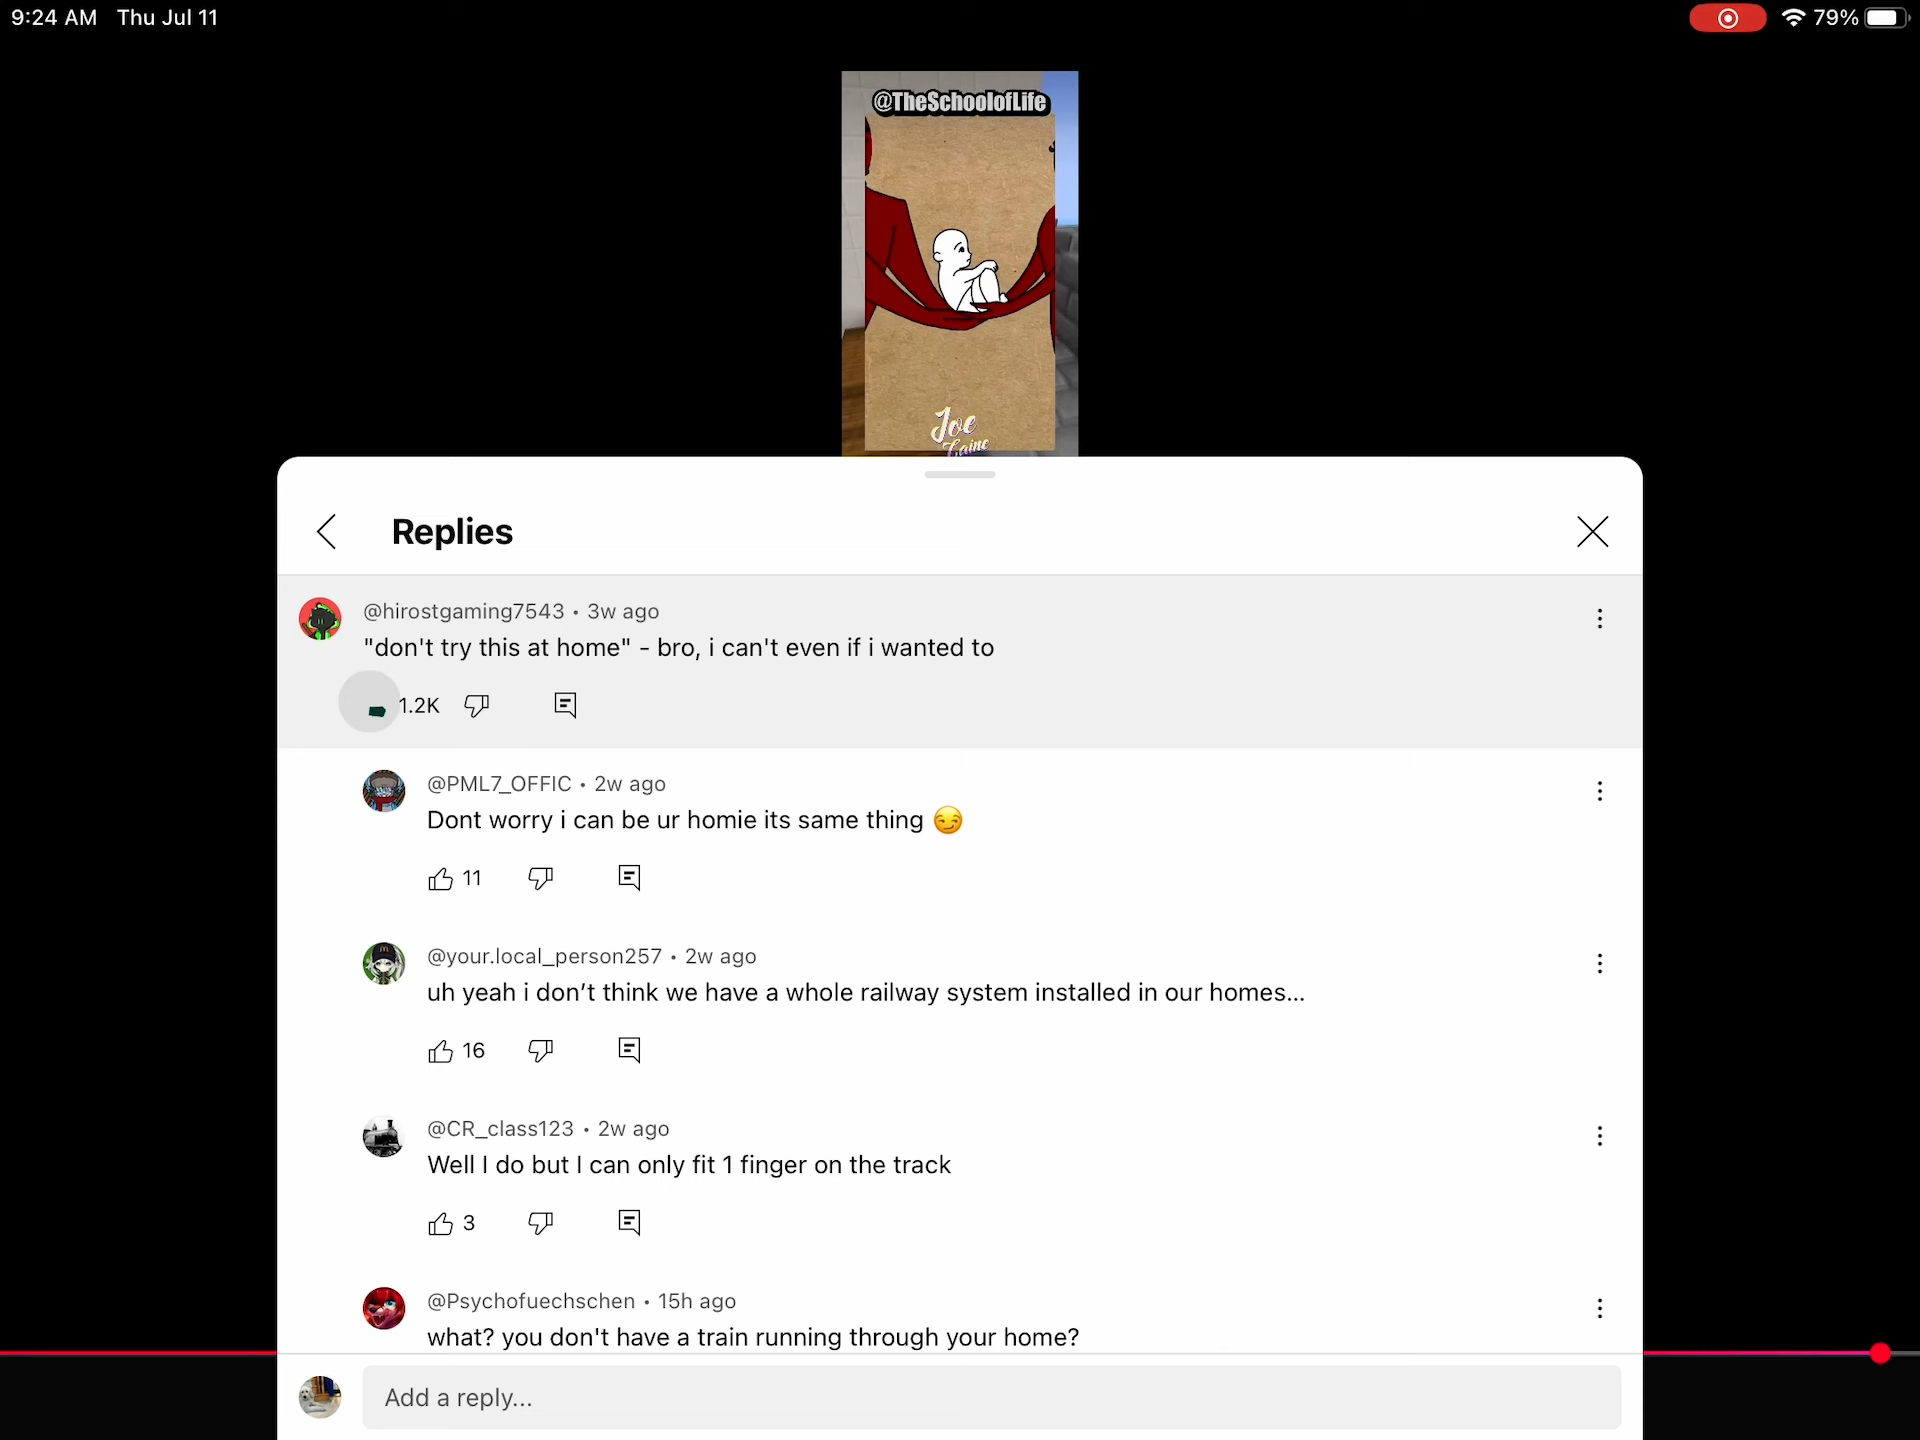 9:24 AM Thu Jul 11
79%
@TheSchoolofLife
Joe
Caine
Replies
@hirostgaming7543 • 3w ago
"don't try this at home" - bro, i can't even if i wanted to
1.2K
@PML7_OFFIC • 2w ago
Dont worry i can be ur homie its same thing 😏
11
@your.local_person257 • 2w ago
uh yeah i don’t think we have a whole railway system installed in our homes...
16
@CR_class123 • 2w ago
Well I do but I can only fit 1 finger on the track
3
@Psychofuechschen • 15h ago
what? you don't have a train running through your home?
Add a reply...